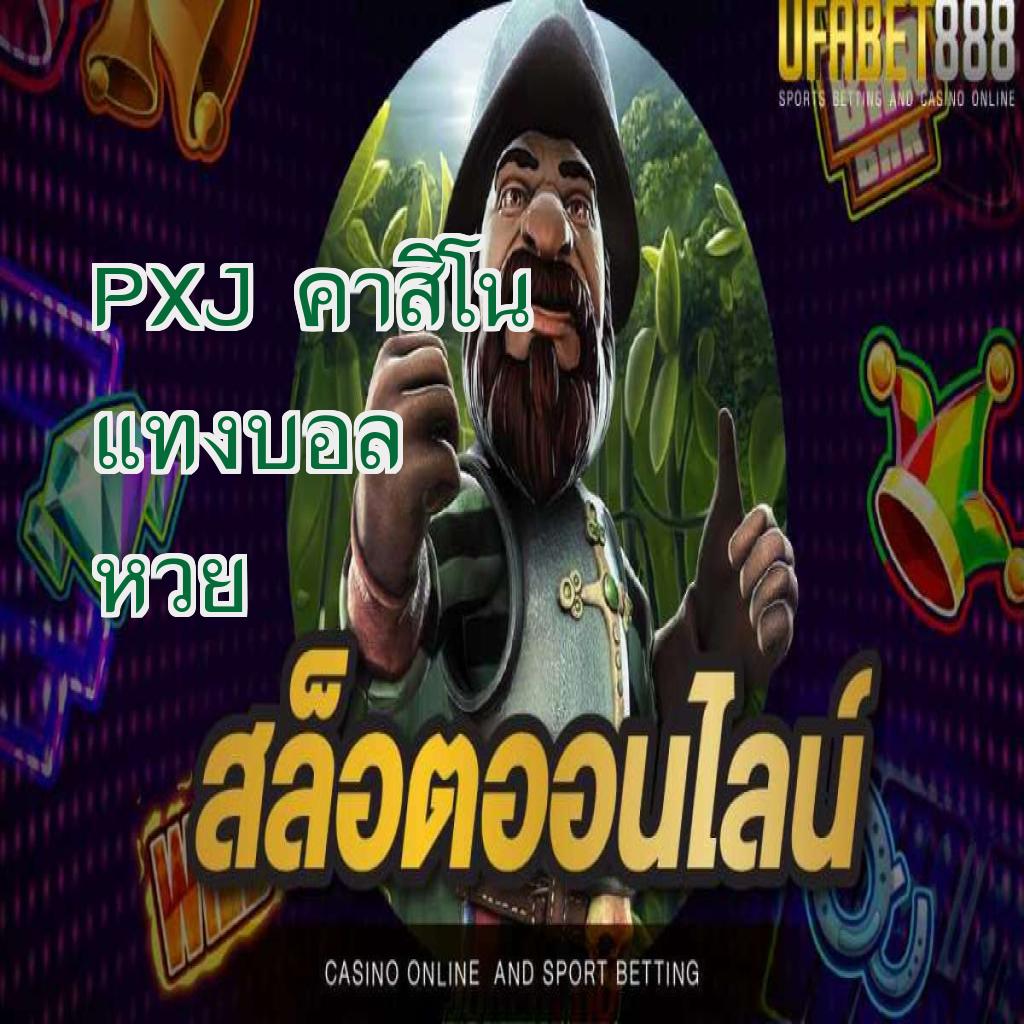 UFABET888
SPORTS BETTING AND CASINO ONLINE
BAR
PXJ คาสิโน
แทงบอล
หวย
สล็อตออนไลน์
CASINO ONLINE AND SPORT BETTING